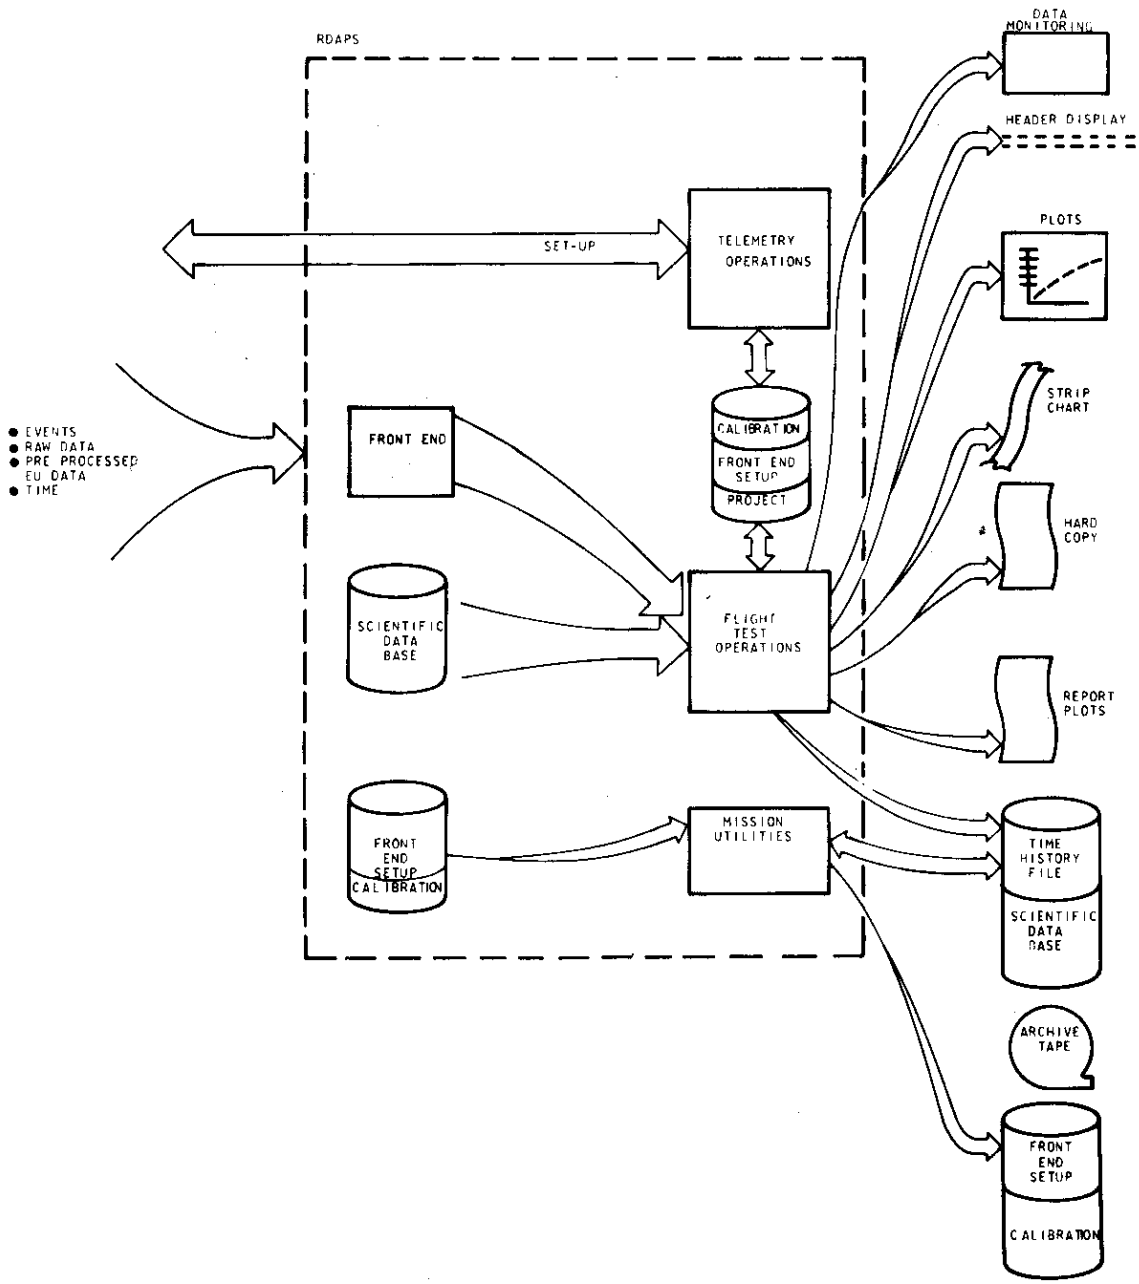 RDAPS
DATA
MONITORING
HEADER DISPLAY
PLOTS
SET-UP
TELEMETRY
OPERATIONS
STRIP
CHART
● EVENTS
● RAW DATA
● PRE PROCESSED
EU DATA
● TIME
FRONT END
CALIBRATION
FRONT END
SETUP
PROJECT
HARD
COPY
SCIENTIFIC
DATA
BASE
FLIGHT
TEST
OPERATIONS
REPORT
PLOTS
FRONT
END
SETUP
CALIBRATION
MISSION
UTILITIES
TIME
HISTORY
FILE
SCIENTIFIC
DATA
BASE
ARCHIVE
TAPE
FRONT
END
SETUP
CALIBRATION